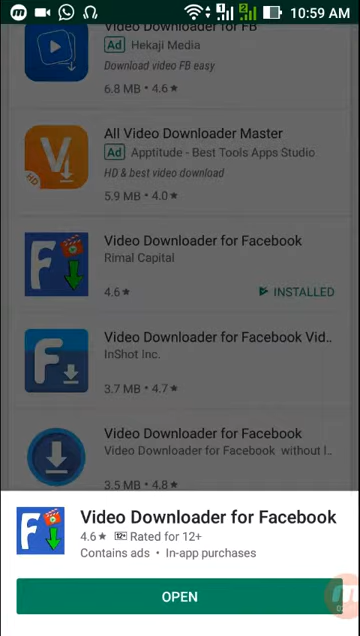 10:59 AM
Video Downloader for FB
Ad Hekaji Media
Download video FB easy
6.8 MB • 4.6★
All Video Downloader Master
Ad Apptitude - Best Tools Apps Studio
HD & best video download
5.9 MB • 4.0★
Video Downloader for Facebook
Rimal Capital
4.6★ INSTALLED
Video Downloader for Facebook Vid..
InShot Inc.
3.7 MB • 4.7★
Video Downloader for Facebook
Video Downloader for Facebook without l..
3.5 MB • 4.8★
Video Downloader for Facebook
4.6★ 12+ Rated for 12+
Contains ads • In-app purchases
OPEN